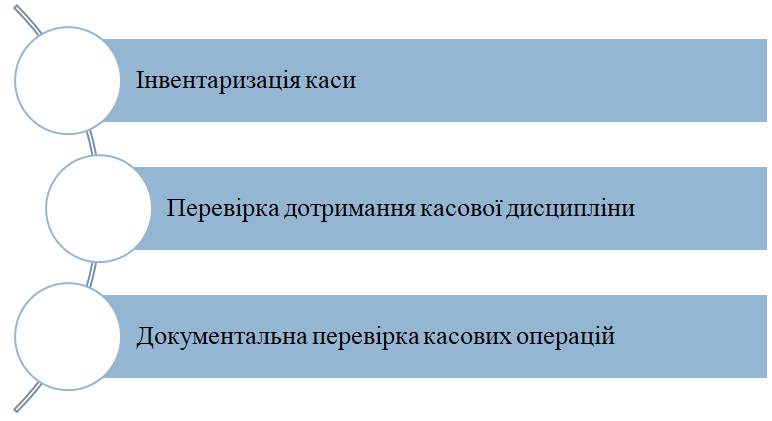 Інвентаризація каси
Перевірка дотримання касової дисципліни
Документальна перевірка касових операцій